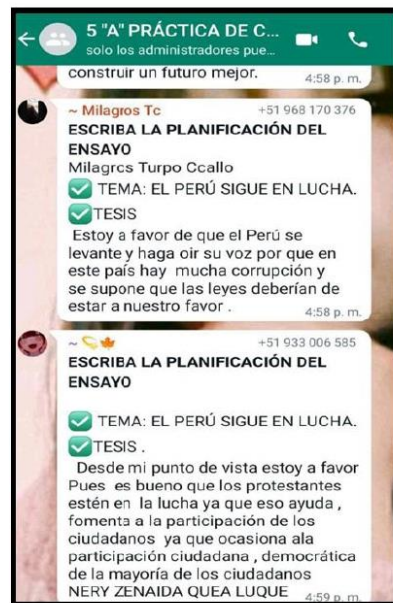 5 "A" PRÁCTICA DE C...
solo los administradores pue...
construir un futuro mejor.
4:58 p. m.
~ Milagros Tc +51 968 170 376
ESCRIBA LA PLANIFICACIÓN DEL
ENSAYO
Milagros Turpo Ccallo
TEMA: EL PERÚ SIGUE EN LUCHA.
TESIS
Estoy a favor de que el Perú se
levante y haga oir su voz por que en
este país hay mucha corrupción y
se supone que las leyes deberían de
estar a nuestro favor .
4:58 p. m.
~ +51 933 006 585
ESCRIBA LA PLANIFICACIÓN DEL
ENSAYO
TEMA: EL PERÚ SIGUE EN LUCHA.
TESIS .
Desde mi punto de vista estoy a favor
Pues es bueno que los protestantes
estén en la lucha ya que eso ayuda ,
fomenta a la participación de los
ciudadanos ya que ocasiona ala
participación ciudadana , democrática
de la mayoría de los ciudadanos
NERY ZENAIDA QUEA LUQUE
4:59 p. m.